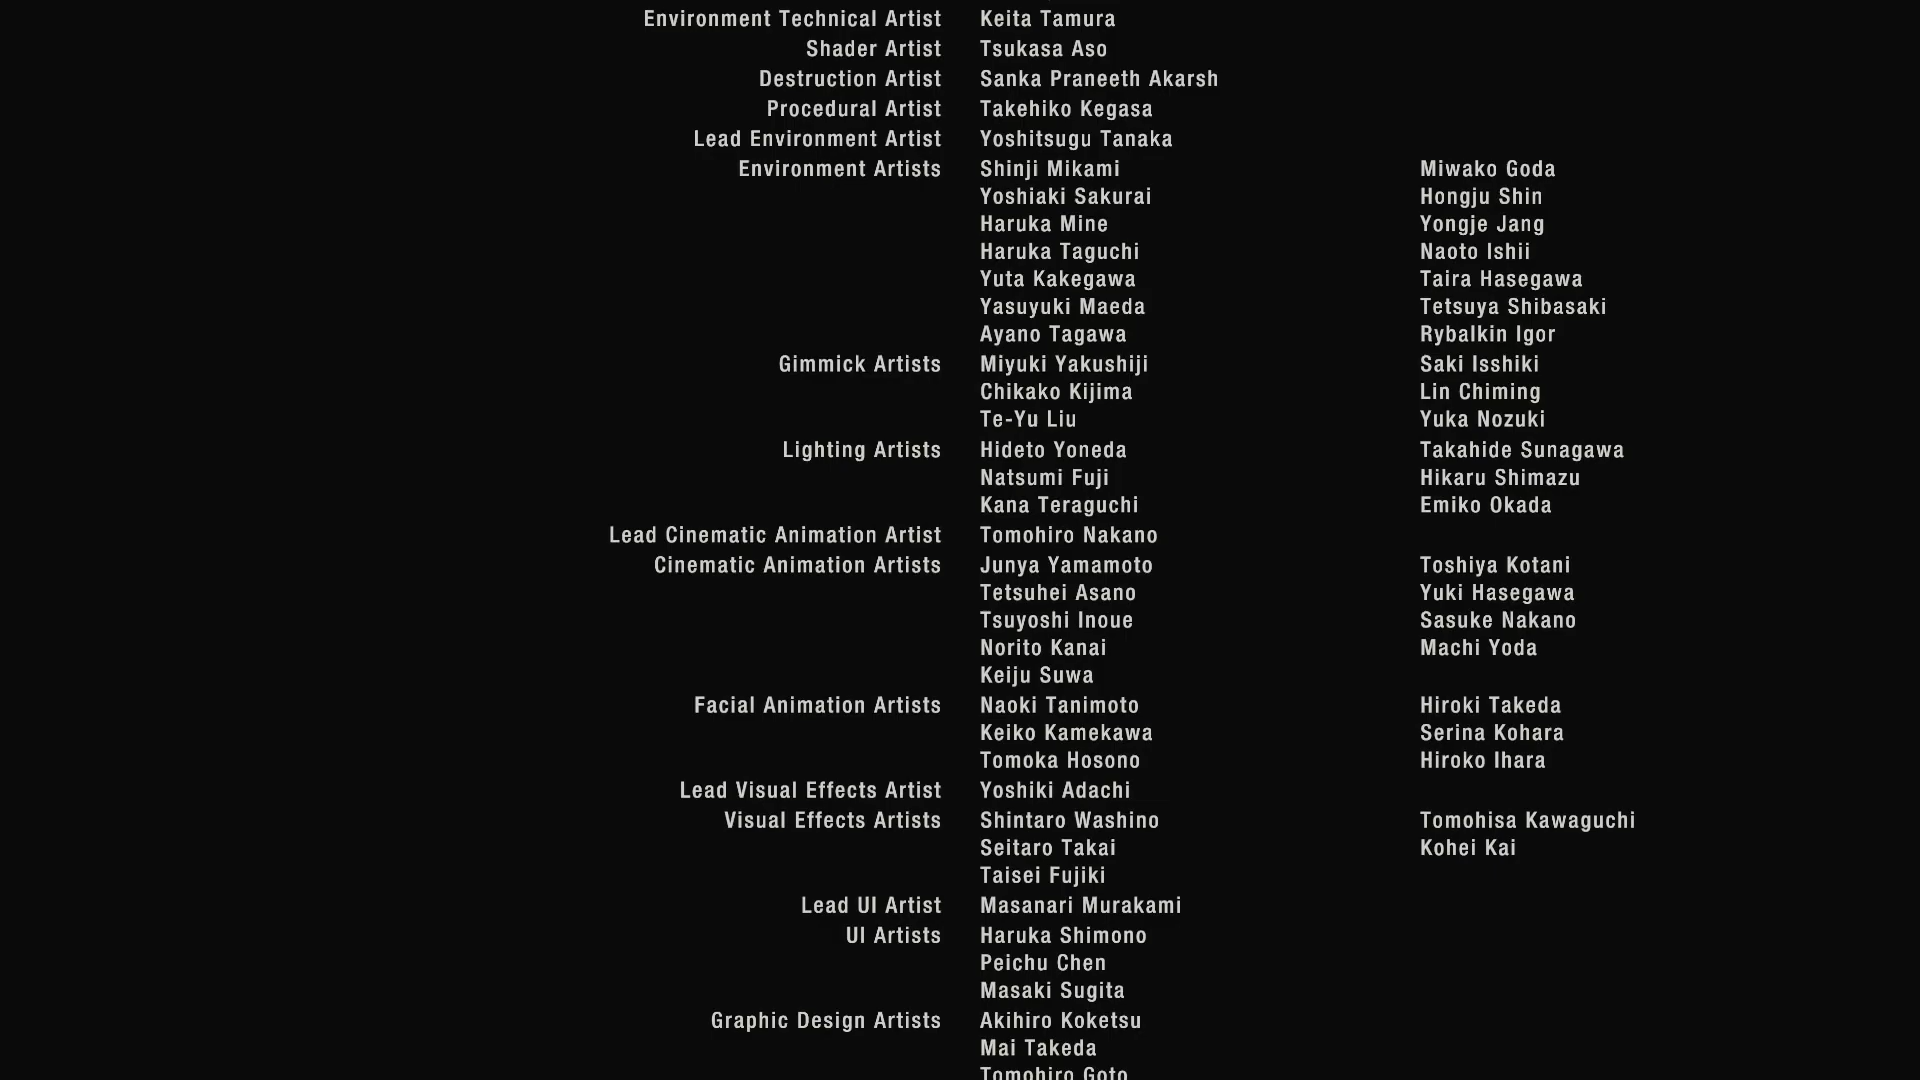 Environment Technical Artist Keita Tamura
Shader Artist Tsukasa Aso
Destruction Artist Sanka Praneeth Akarsh
Procedural Artist Takehiko Kegasa
Lead Environment Artist Yoshitsugu Tanaka
Environment Artists Shinji Mikami Miwako Goda
Yoshiaki Sakurai Hongju Shin
Haruka Mine Yongje Jang
Haruka Taguchi Naoto Ishii
Yuta Kakegawa Taira Hasegawa
Yasuyuki Maeda Tetsuya Shibasaki
Ayano Tagawa Rybalkin Igor
Gimmick Artists Miyuki Yakushiji Saki Isshiki
Chikako Kijima Lin Chiming
Te-Yu Liu Yuka Nozuki
Lighting Artists Hideto Yoneda Takahide Sunagawa
Natsumi Fuji Hikaru Shimazu
Kana Teraguchi Emiko Okada
Lead Cinematic Animation Artist Tomohiro Nakano
Cinematic Animation Artists Junya Yamamoto Toshiya Kotani
Tetsuhei Asano Yuki Hasegawa
Tsuyoshi Inoue Sasuke Nakano
Norito Kanai Machi Yoda
Keiju Suwa
Facial Animation Artists Naoki Tanimoto Hiroki Takeda
Keiko Kamekawa Serina Kohara
Tomoka Hosono Hiroko Ihara
Lead Visual Effects Artist Yoshiki Adachi
Visual Effects Artists Shintaro Washino Tomohisa Kawaguchi
Seitaro Takai Kohei Kai
Taisei Fujiki
Lead UI Artist Masanari Murakami
UI Artists Haruka Shimono
Peichu Chen
Masaki Sugita
Graphic Design Artists Akihiro Koketsu
Mai Takeda
Tomohiro Goto